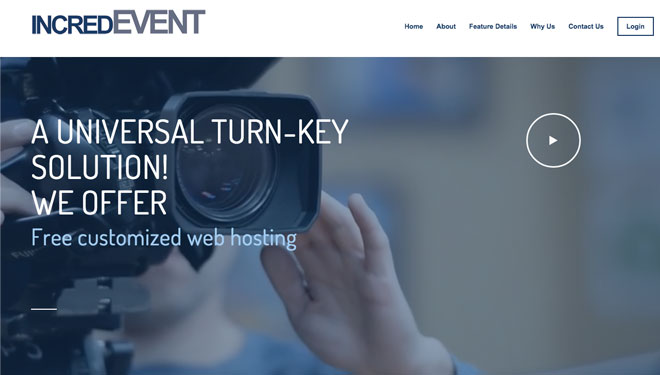 INCREDEVENT
Home About Feature Details Why Us Contact Us Login
A UNIVERSAL TURN-KEY
SOLUTION!
WE OFFER
Free customized web hosting